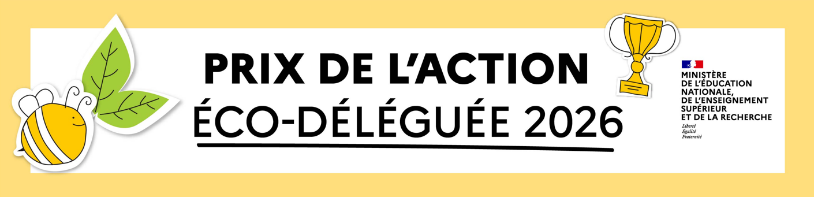 PRIX DE L'ACTION
ÉCO-DÉLÉGUÉE 2026
MINISTÈRE
DE L'ÉDUCATION
NATIONALE,
DE L'ENSEIGNEMENT
SUPÉRIEUR
ET DE LA RECHERCHE
Liberté
Égalité
Fraternité